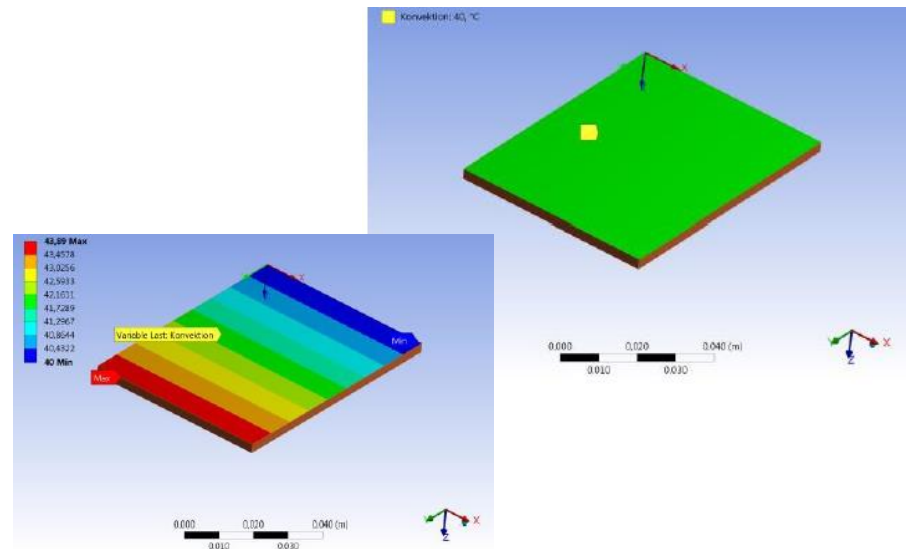 Konvektion: 40, °C
X
0.000 0,020 0.040 (m)
0.010 0.030
Y X
Z
43,89 Max
43,4578
43,0256
42,5933
42,1611
41,7289
41,2967
40,8644
40,4322
40 Min
X
Variable Last: Konvektion
Min
Max
0.000 0,020 0.040 (m)
0.010 0.030
Y X
Z